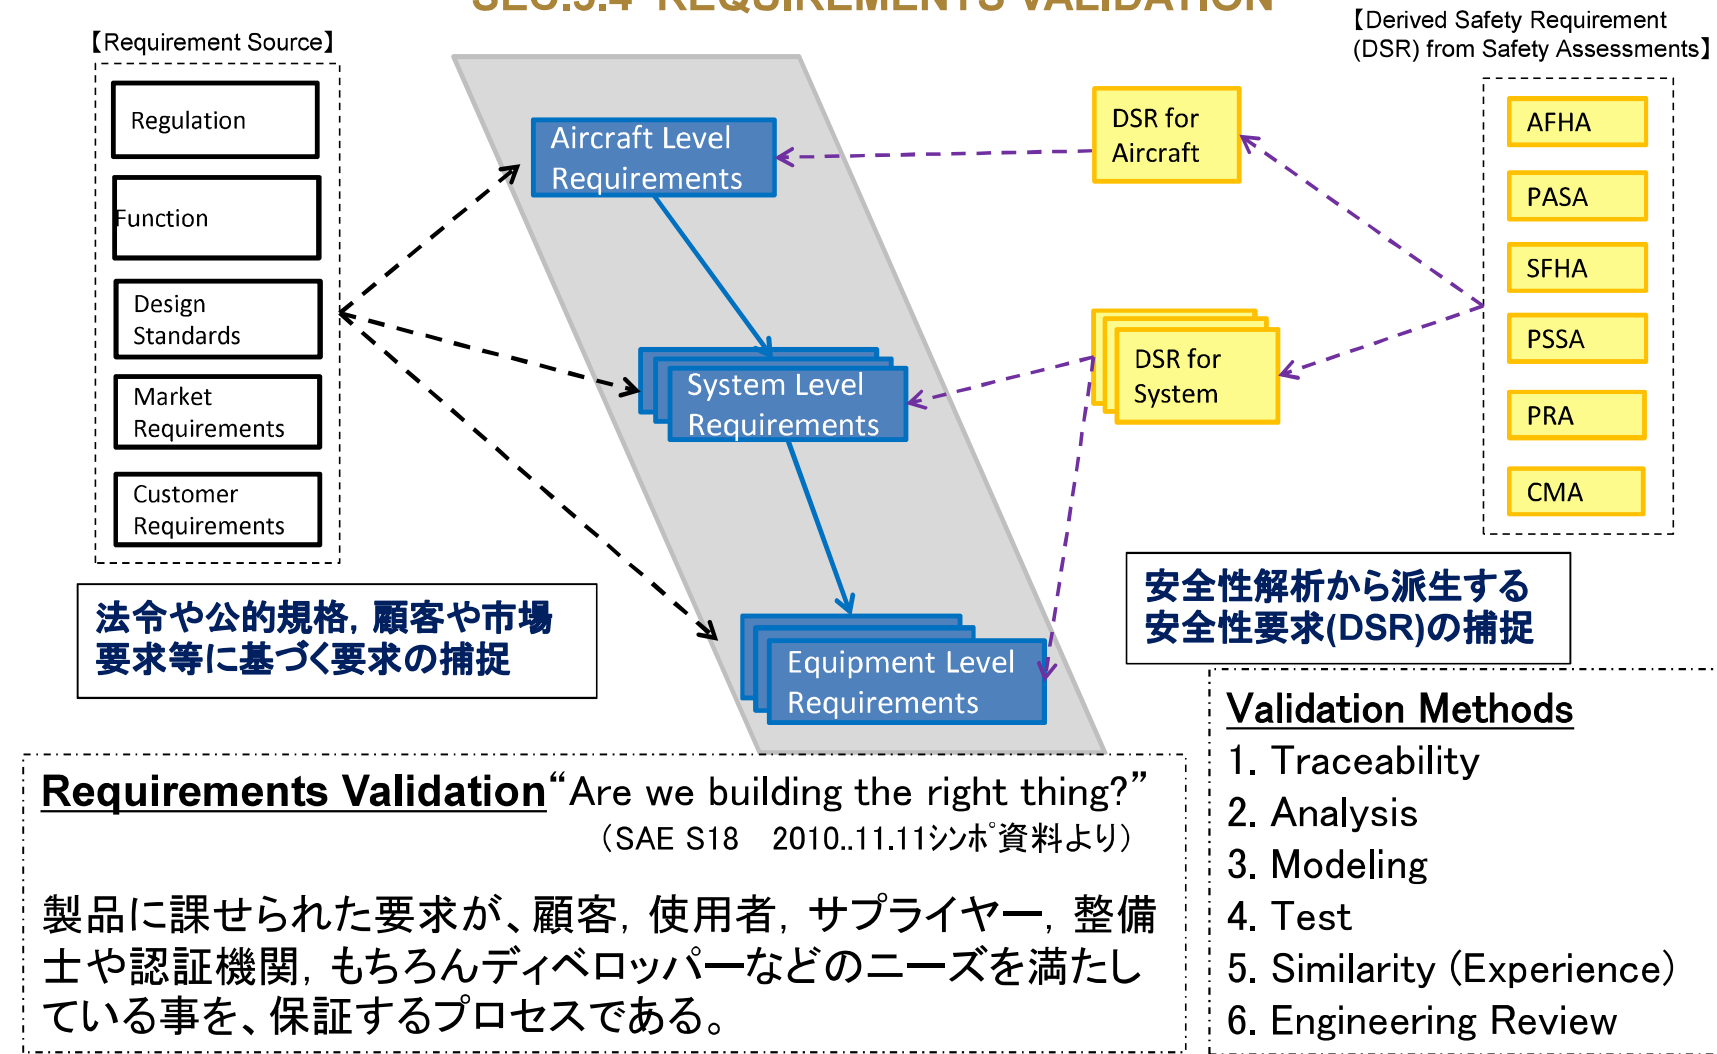 SEC.5.4 REQUIREMENTS VALIDATION
【Requirement Source】
Regulation
Function
Design
Standards
Market
Requirements
Customer
Requirements
法令や公的規格, 顧客や市場
要求等に基づく要求の捕捉
Aircraft Level
Requirements
System Level
Requirements
Equipment Level
Requirements
DSR for
Aircraft
DSR for
System
【Derived Safety Requirement
(DSR) from Safety Assessments】
AFHA
PASA
SFHA
PSSA
PRA
CMA
安全性解析から派生する
安全性要求(DSR)の捕捉
Requirements Validation“Are we building the right thing?”
（SAE S18　2010..11.11ｼﾝﾎﾟ資料より）
製品に課せられた要求が、顧客, 使用者, サプライヤー, 整備
士や認証機関, もちろんディベロッパーなどのニーズを満たし
ている事を、保証するプロセスである。
Validation Methods
1. Traceability
2. Analysis
3. Modeling
4. Test
5. Similarity (Experience)
6. Engineering Review